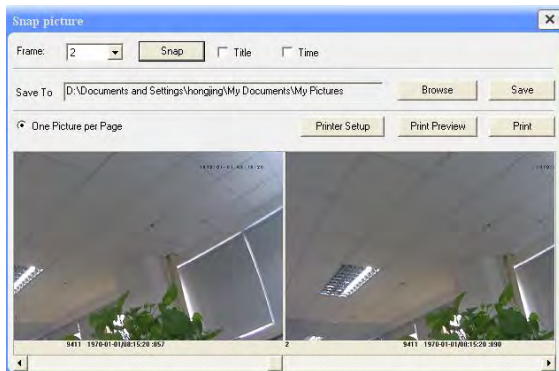 Snap picture
Frame: 2 Snap Title Time
Save To D:\Documents and Settings\hongjing\My Documents\My Pictures Browse Save
One Picture per Page Printer Setup Print Preview Print
9411 1970-01-01/08:15:20 :857 2 9411 1970-01-01/08:15:20 :890